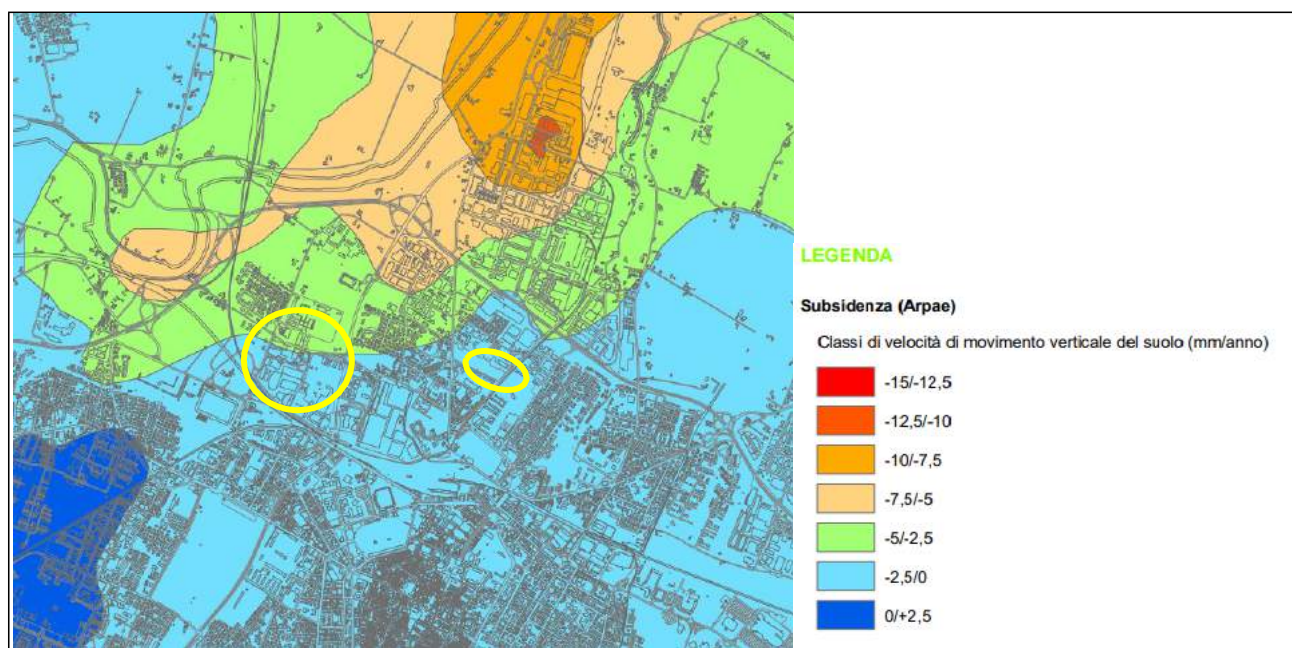 LEGENDA
Subsidenza (Arpae)
Classi di velocità di movimento verticale del suolo (mm/anno)
-15/-12,5
-12,5/-10
-10/-7,5
-7,5/-5
-5/-2,5
-2,5/0
0/+2,5